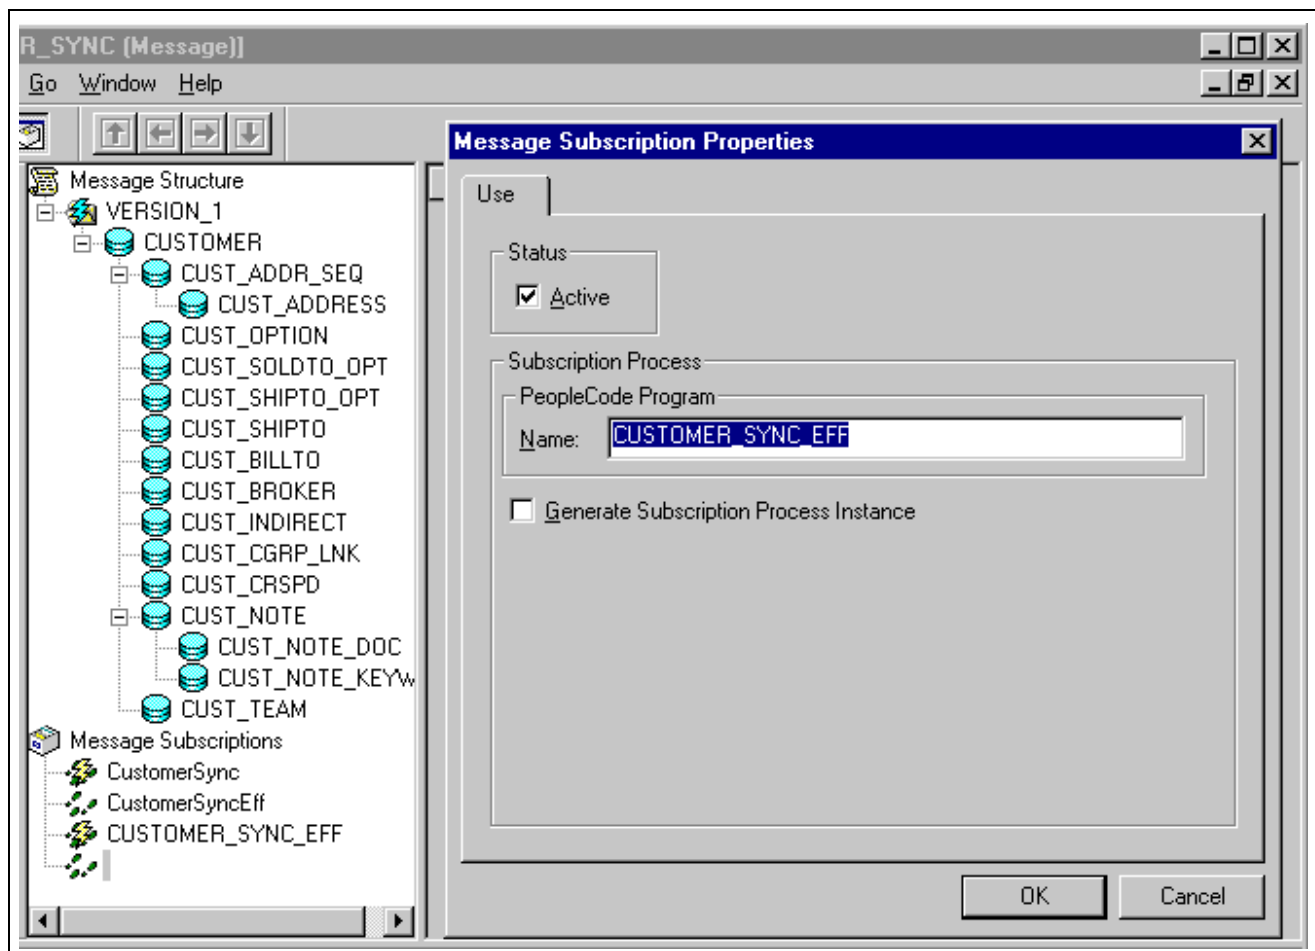 R_SYNC (Message)]
Go Window Help
Message Structure
VERSION_1
CUSTOMER
CUST_ADDR_SEQ
CUST_ADDRESS
CUST_OPTION
CUST_SOLDTO_OPT
CUST_SHIPTO_OPT
CUST_SHIPTO
CUST_BILLTO
CUST_BROKER
CUST_INDIRECT
CUST_CGRP_LNK
CUST_CRSPD
CUST_NOTE
CUST_NOTE_DOC
CUST_NOTE_KEYW
CUST_TEAM
Message Subscriptions
CustomerSync
CustomerSyncEff
CUSTOMER_SYNC_EFF
Message Subscription Properties
Use
Status
Active
Subscription Process
PeopleCode Program
Name: CUSTOMER_SYNC_EFF
Generate Subscription Process Instance
OK Cancel